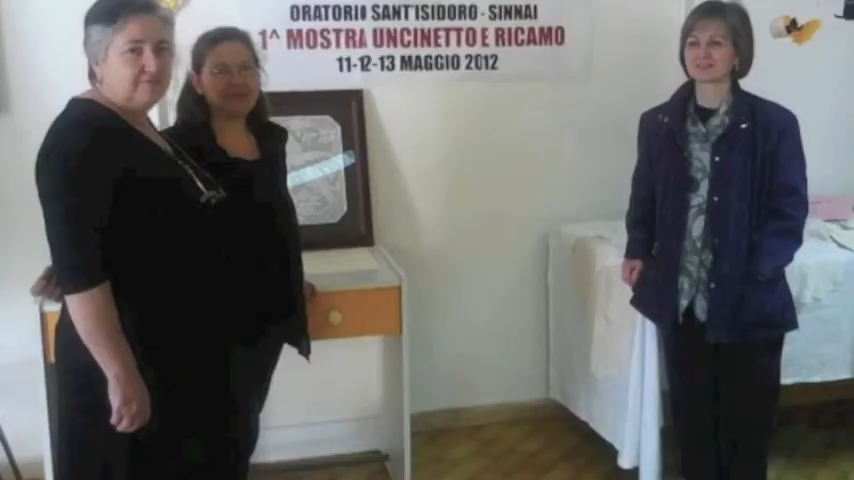 ORATORIO SANT'ISIDORO - SINNAI
1^ MOSTRA UNCINETTO E RICAMO
11-12-13 MAGGIO 2012